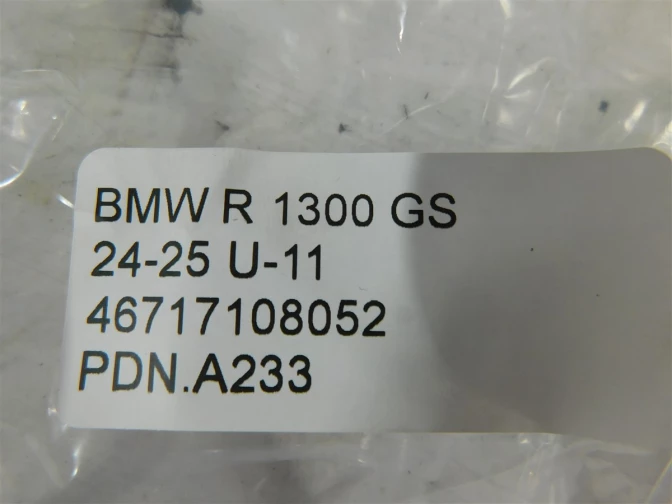 BMW R 1300 GS
24-25 U-11
46717108052
PDN.A233